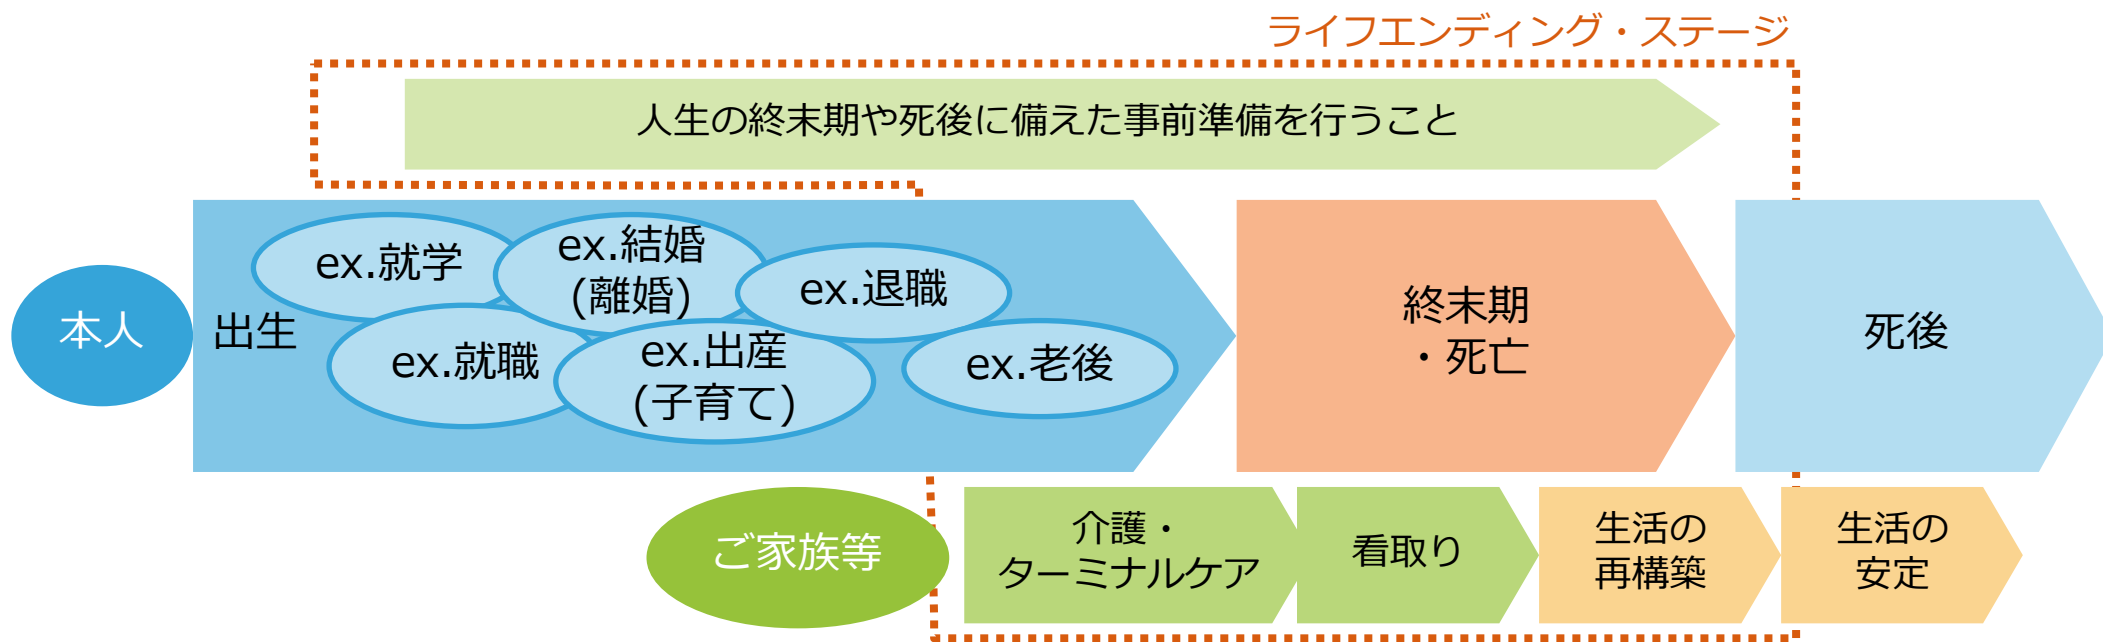 ライフエンディング・ステージ
人生の終末期や死後に備えた事前準備を行うこと
本人
出生
ex.就学
ex.就職
ex.結婚
(離婚)
ex.出産
(子育て)
ex.退職
ex.老後
終末期
・死亡
死後
ご家族等
介護・
ターミナルケア
看取り
生活の
再構築
生活の
安定